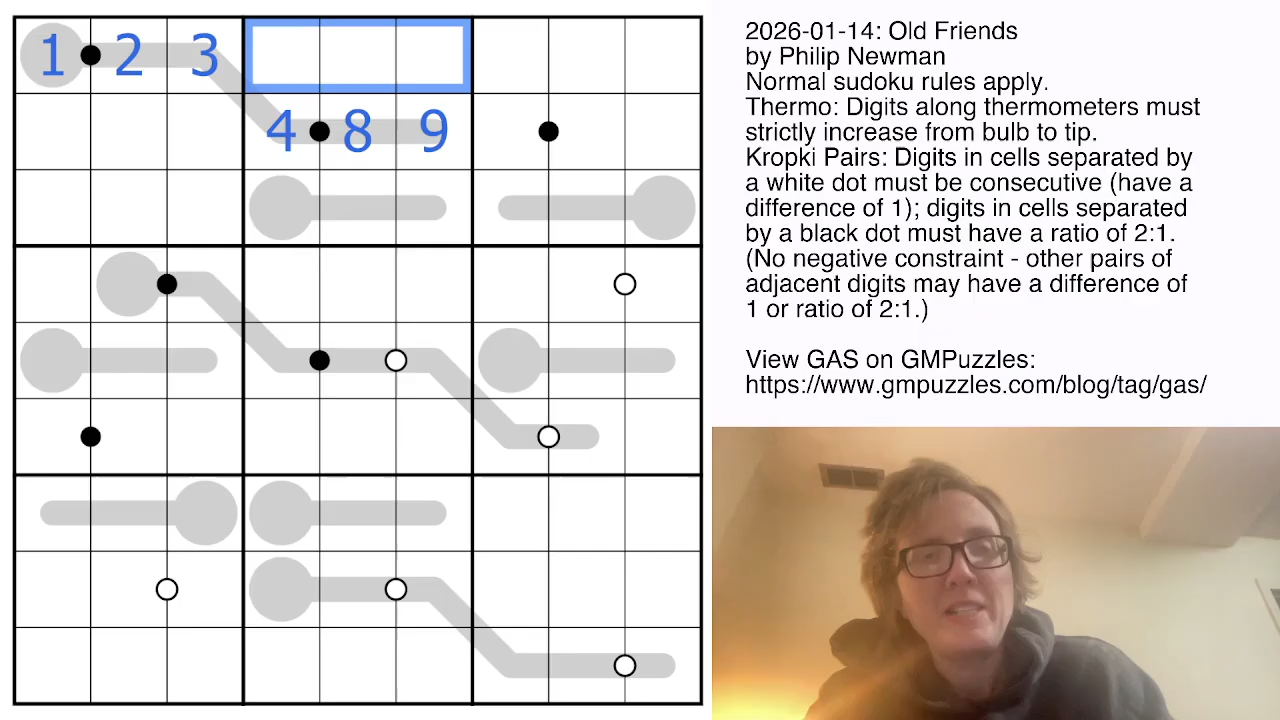 1 2 3
4 8 9
2026-01-14: Old Friends
by Philip Newman
Normal sudoku rules apply.
Thermo: Digits along thermometers must
strictly increase from bulb to tip.
Kropki Pairs: Digits in cells separated by
a white dot must be consecutive (have a
difference of 1); digits in cells separated
by a black dot must have a ratio of 2:1.
(No negative constraint - other pairs of
adjacent digits may have a difference of
1 or ratio of 2:1.)
View GAS on GMPuzzles:
https://www.gmpuzzles.com/blog/tag/gas/